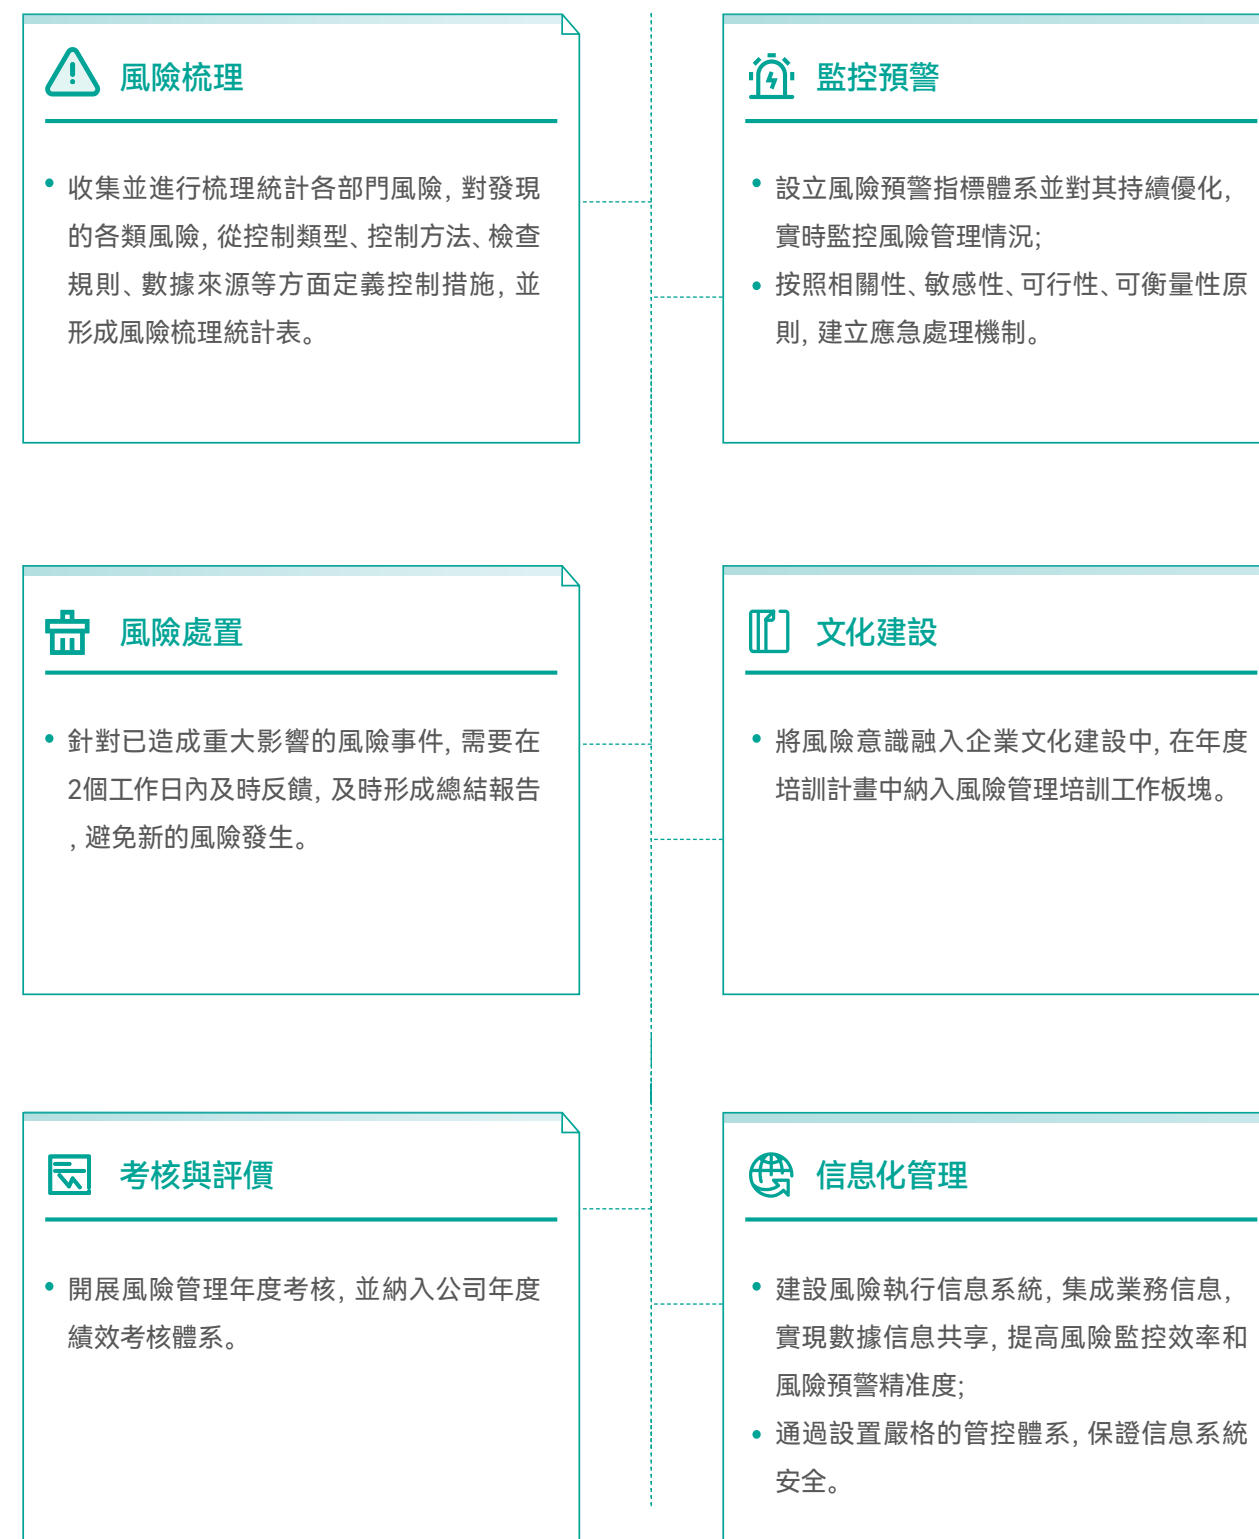 風險梳理
收集並進行梳理統計各部門風險, 對發現
的各類風險, 從控制類型、控制方法、檢查
規則、數據來源等方面定義控制措施, 並
形成風險梳理統計表。
監控預警
設立風險預警指標體系並對其持續優化,
實時監控風險管理情況;
按照相關性、敏感性、可行性、可衡量性原
則, 建立應急處理機制。
風險處置
針對已造成重大影響的風險事件, 需要在
2個工作日內及時反饋, 及時形成總結報告
, 避免新的風險發生。
文化建設
將風險意識融入企業文化建設中, 在年度
培訓計畫中納入風險管理培訓工作板塊。
考核與評價
開展風險管理年度考核, 並納入公司年度
績效考核體系。
信息化管理
建設風險執行信息系統, 集成業務信息,
實現數據信息共享, 提高風險監控效率和
風險預警精准度;
通過設置嚴格的管控體系, 保證信息系統
安全。